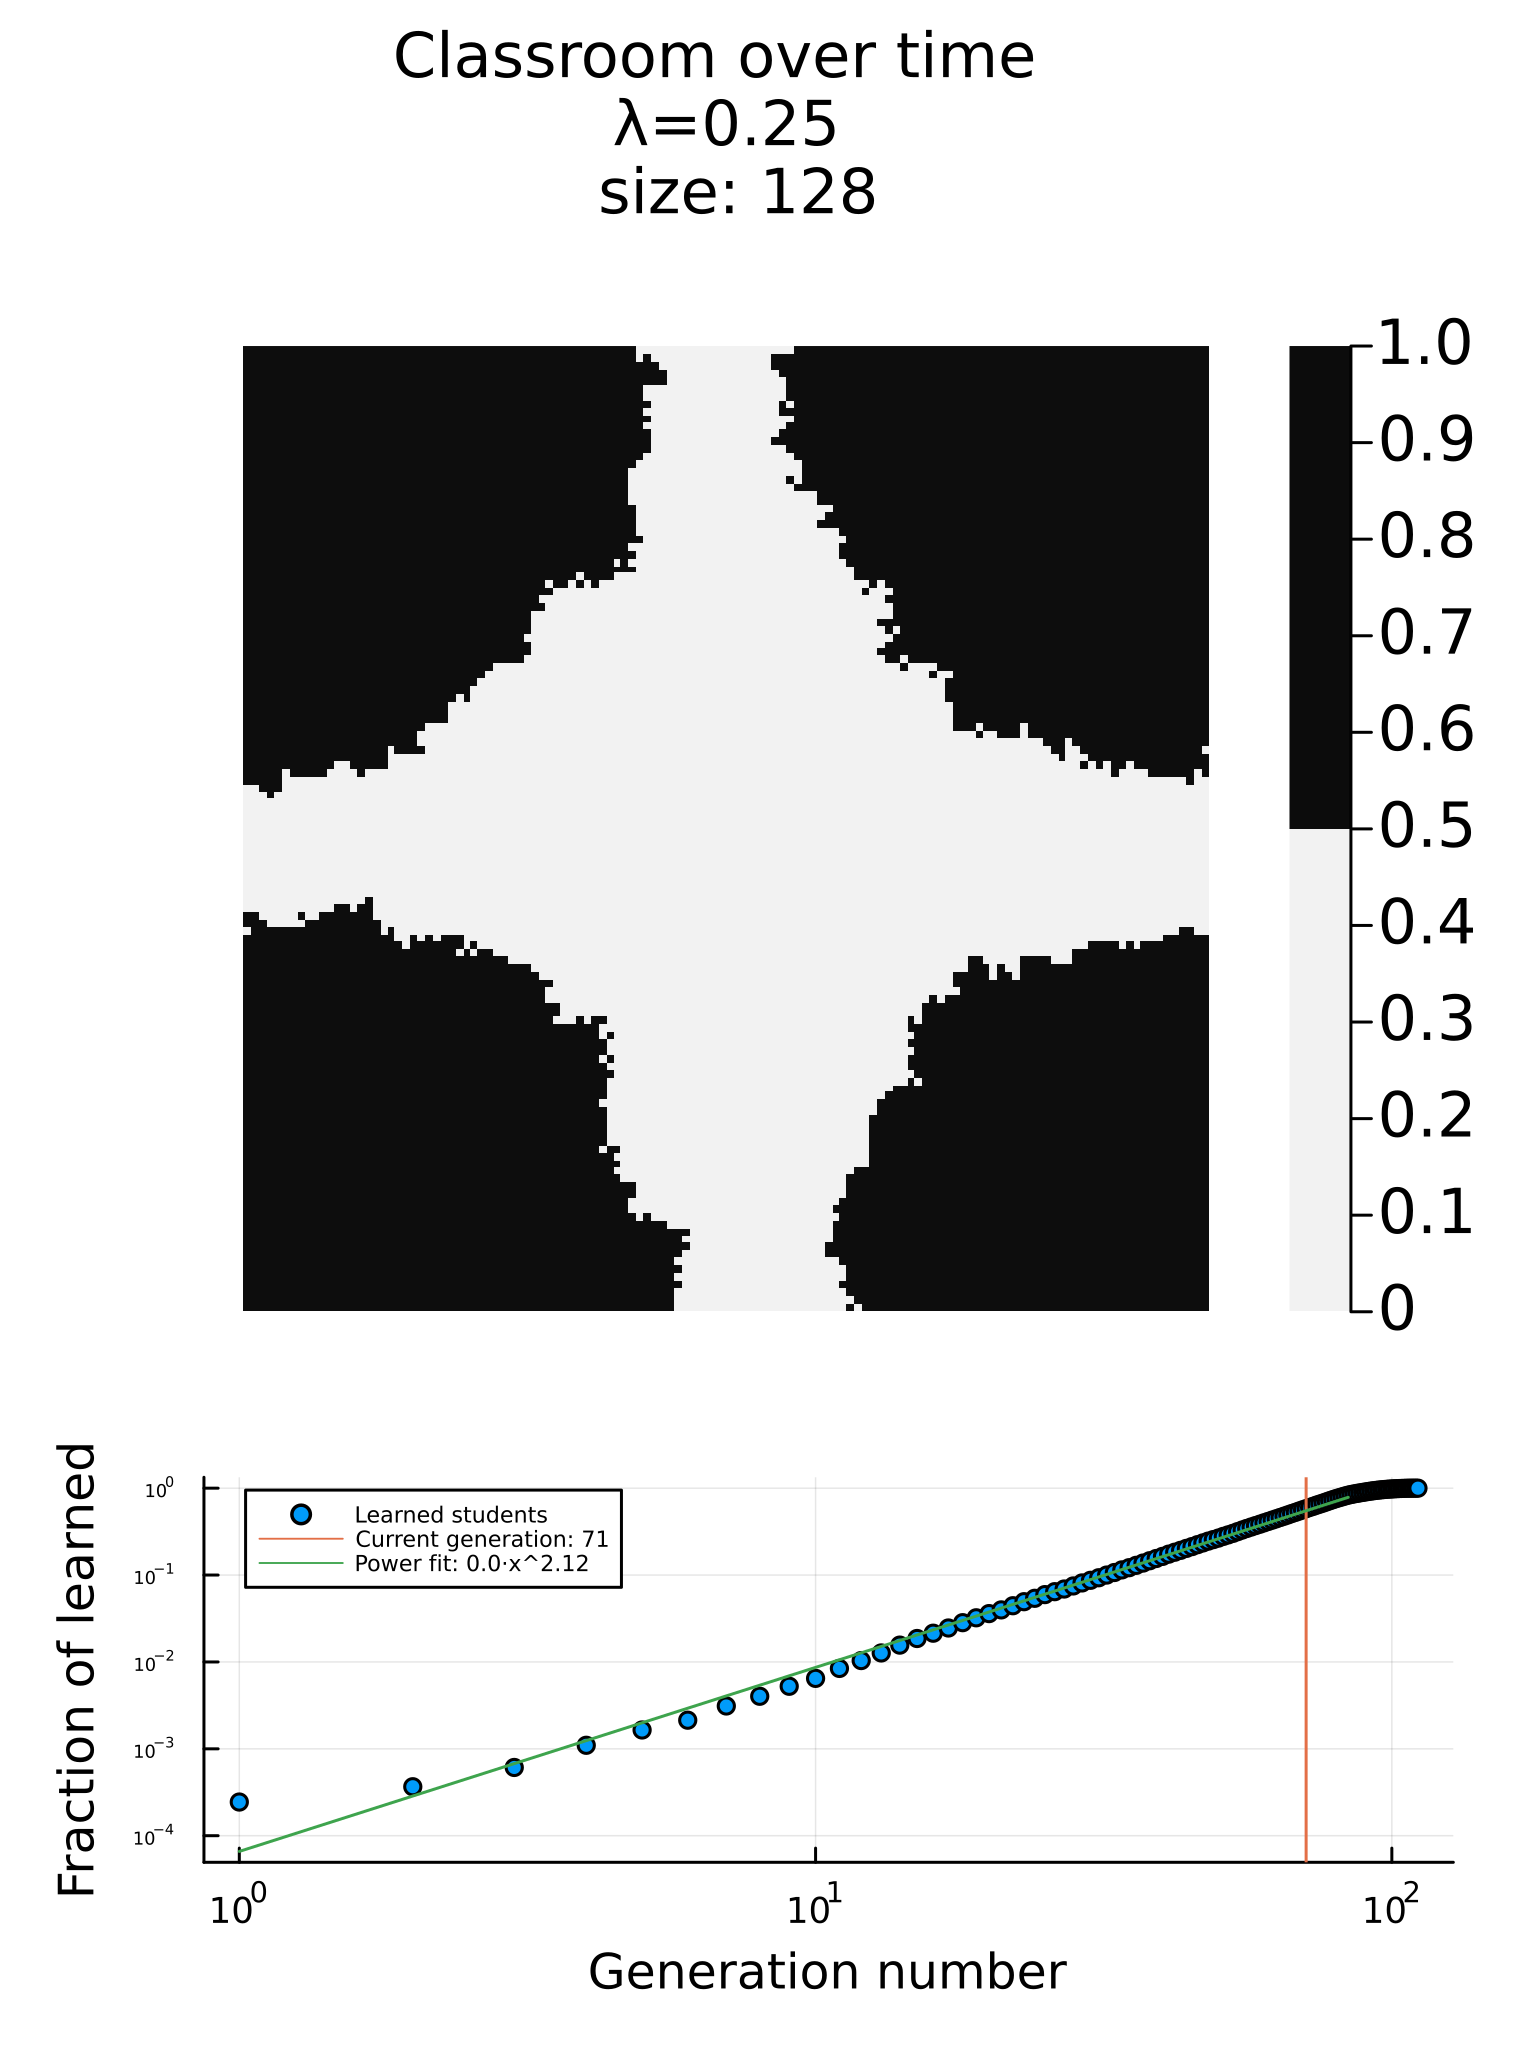 Classroom over time
λ=0.25
size: 128
1.0
0.9
0.8
0.7
0.6
0.5
0.4
0.3
0.2
0.1
0
Fraction of learned
10^0
10^-1
10^-2
10^-3
10^-4
Learned students
Current generation: 71
Power fit: 0.0·x^2.12
10^0
10^1
10^2
Generation number